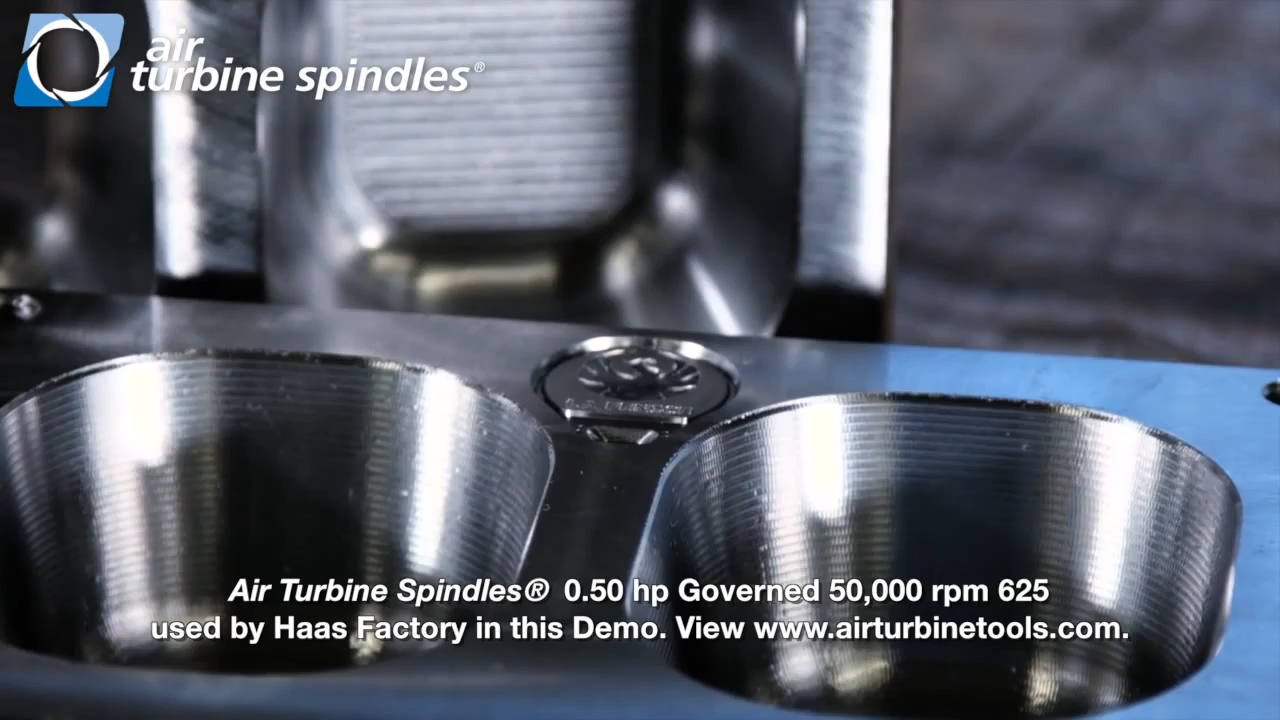 air
turbine spindles®
Air Turbine Spindles® 0.50 hp Governed 50,000 rpm 625
used by Haas Factory in this Demo. View www.airturbinetools.com.